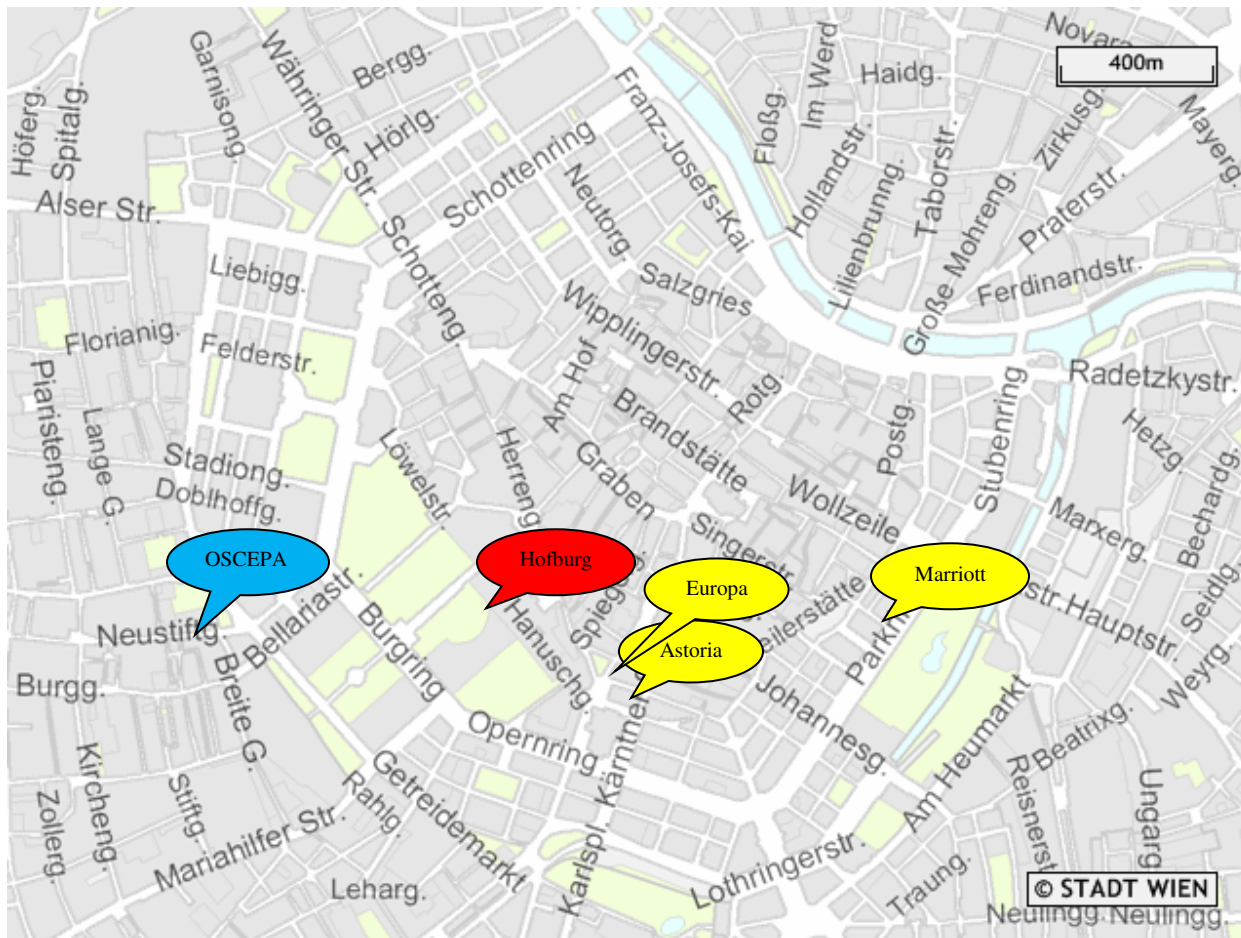 Novara
400m
Haidg.
Garnisong.
Währinger Str.
Bergg.
Höferg.
Spitalg.
Hörlg.
Franz-Josefs-Kai
Floßg.
Im Werd
Hollandstr.
Lilienbrunng.
Taborstr.
Große Mohreng.
Zirkusg.
Mayerg.
Praterstr.
Ferdinandstr.
Alser Str.
Schottenring
Neutorg.
Schotteng.
Liebigg.
Salzgries
Wipplingerstr.
Florianig.
Felderstr.
Am Hof
Rotg.
Radetzkystr.
Piaristeng.
Lange G.
Brandstätte
Postg.
Stubenring
Hetzg.
Stadiong.
Doblhoffg.
Löwelstr
Herreng.
Graben
Wollzeile
Marxerg.
Bechardg.
Singerstr.
OSCEPA
Hofburg
Europa
Marriott
Astoria
Spiegelg.
Seidlg.
str.Hauptstr.
Neustiftg.
Bellariastr.
Burgring
Hanuschg.
eilerstätte
Parkri
Weyrg.
Burgg.
Breite G.
Opernring
Kärntner
Johannesg.
Am Heumarkt
Beatrixg.
Kircheng.
Zollerg.
Stiftg.
Mariahilfer Str.
Rahlg.
Getreidemarkt
Reisnerst
Ungarg.
Leharg.
Karlspl.
Lothringerstr.
Traung.
© STADT WIEN
Neulingg.
Neulingg.